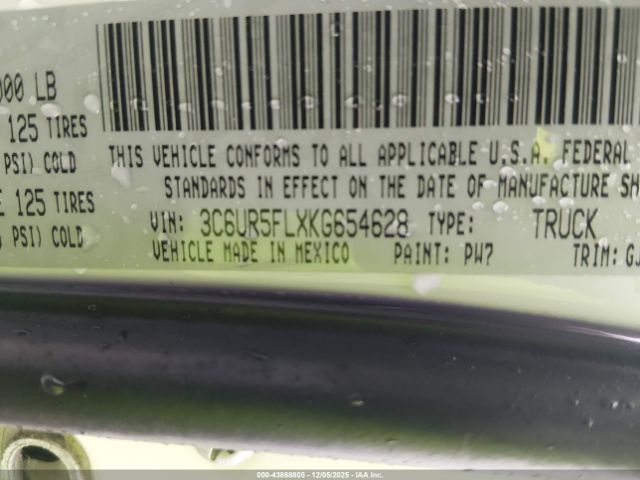 000 LB
125 TIRES
PSI) COLD
THIS VEHICLE CONFORMS TO ALL APPLICABLE U.S.A. FEDERAL
125 TIRES
STANDARDS IN EFFECT ON THE DATE OF MANUFACTURE SH
PSI) COLD
VIN: 3C6UR5FLXKG654628 TYPE: TRUCK
VEHICLE MADE IN MEXICO PAINT: PW7 TRIM: GJ
000-43868805 - 12/05/2025 - IAAI.COM